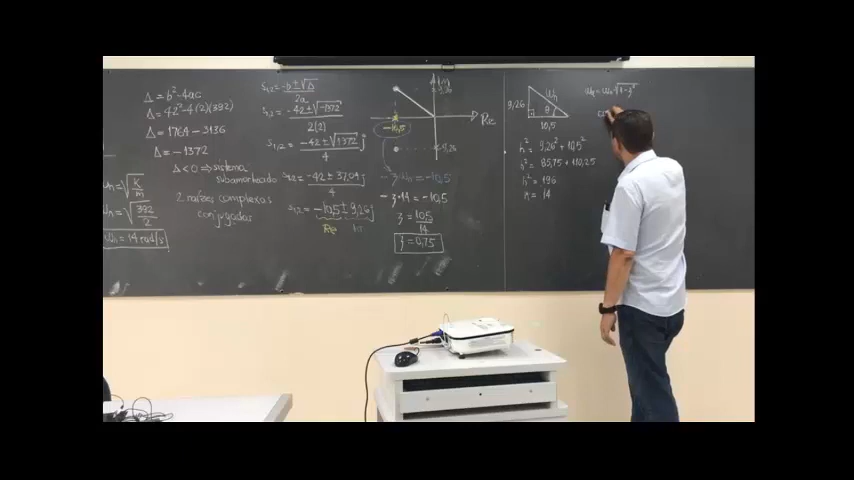 Δ = b² - 4ac
Δ = 42² - 4(2)(392)
Δ = 1764 - 3136
Δ = -1372
Δ < 0 ⇒ sistema
subamortecido
2 raízes complexas
conjugadas
ωn = √(K/m)
ωn = √(392/2)
ωn = 14 rad/s
S1,2 = (-b ± √Δ)/2a
S1,2 = (-42 ± √-1372)/2(2)
S1,2 = (-42 ± √1372 j)/4
S1,2 = (-42 ± 37,04j)/4
S1,2 = -10,5 ± 9,26j
Re
Im
Im
9,26
Re
-10,5
-9,26
-ζ·ωn = -10,5
-ζ·14 = -10,5
ζ = 10,5/14
ζ = 0,75
9,26
ωn
θ
10,5
h² = 9,26² + 10,5²
h² = 85,75 + 110,25
h² = 196
h = 14
ωd = ωn·√(1-ζ²)